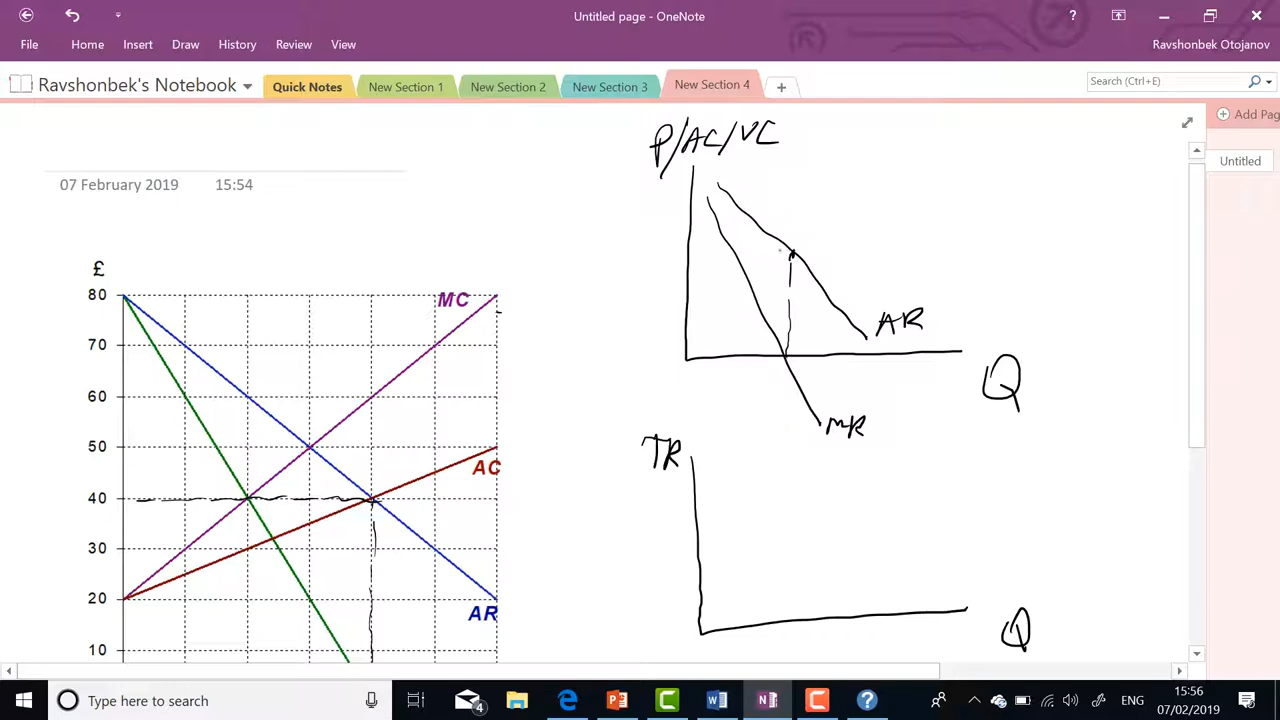 Untitled page - OneNote
?
File Home Insert Draw History Review View
Ravshonbek Otojanov
Ravshonbek's Notebook
Quick Notes
New Section 1
New Section 2
New Section 3
New Section 4
Search (Ctrl+E)
Add Pag
Untitled
07 February 2019 15:54
£
80
70
60
50
40
30
20
10
MC
AC
AR
P/AC/VC
AR
Q
MR
TR
Q
Type here to search
4
ENG
15:56
07/02/2019